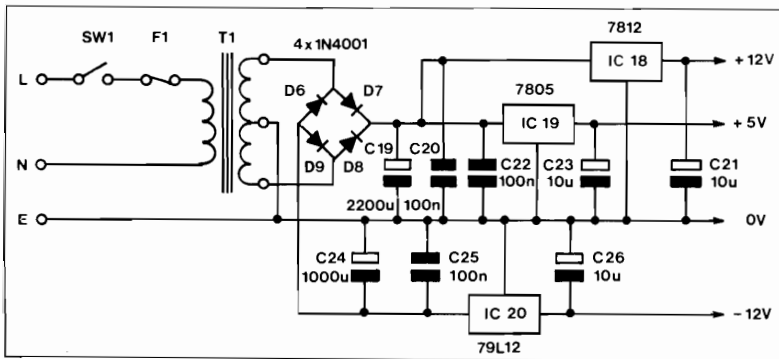 SW1 F1 T1 4 x 1N4001 7812
L IC 18 +12V
D6 D7 7805
IC 19 +5V
D9 D8 C19 C20 C22 100n C23 10u C21 10u
N
2200u 100n
E 0V
C24 1000u C25 100n C26 10u
IC 20 -12V
79L12